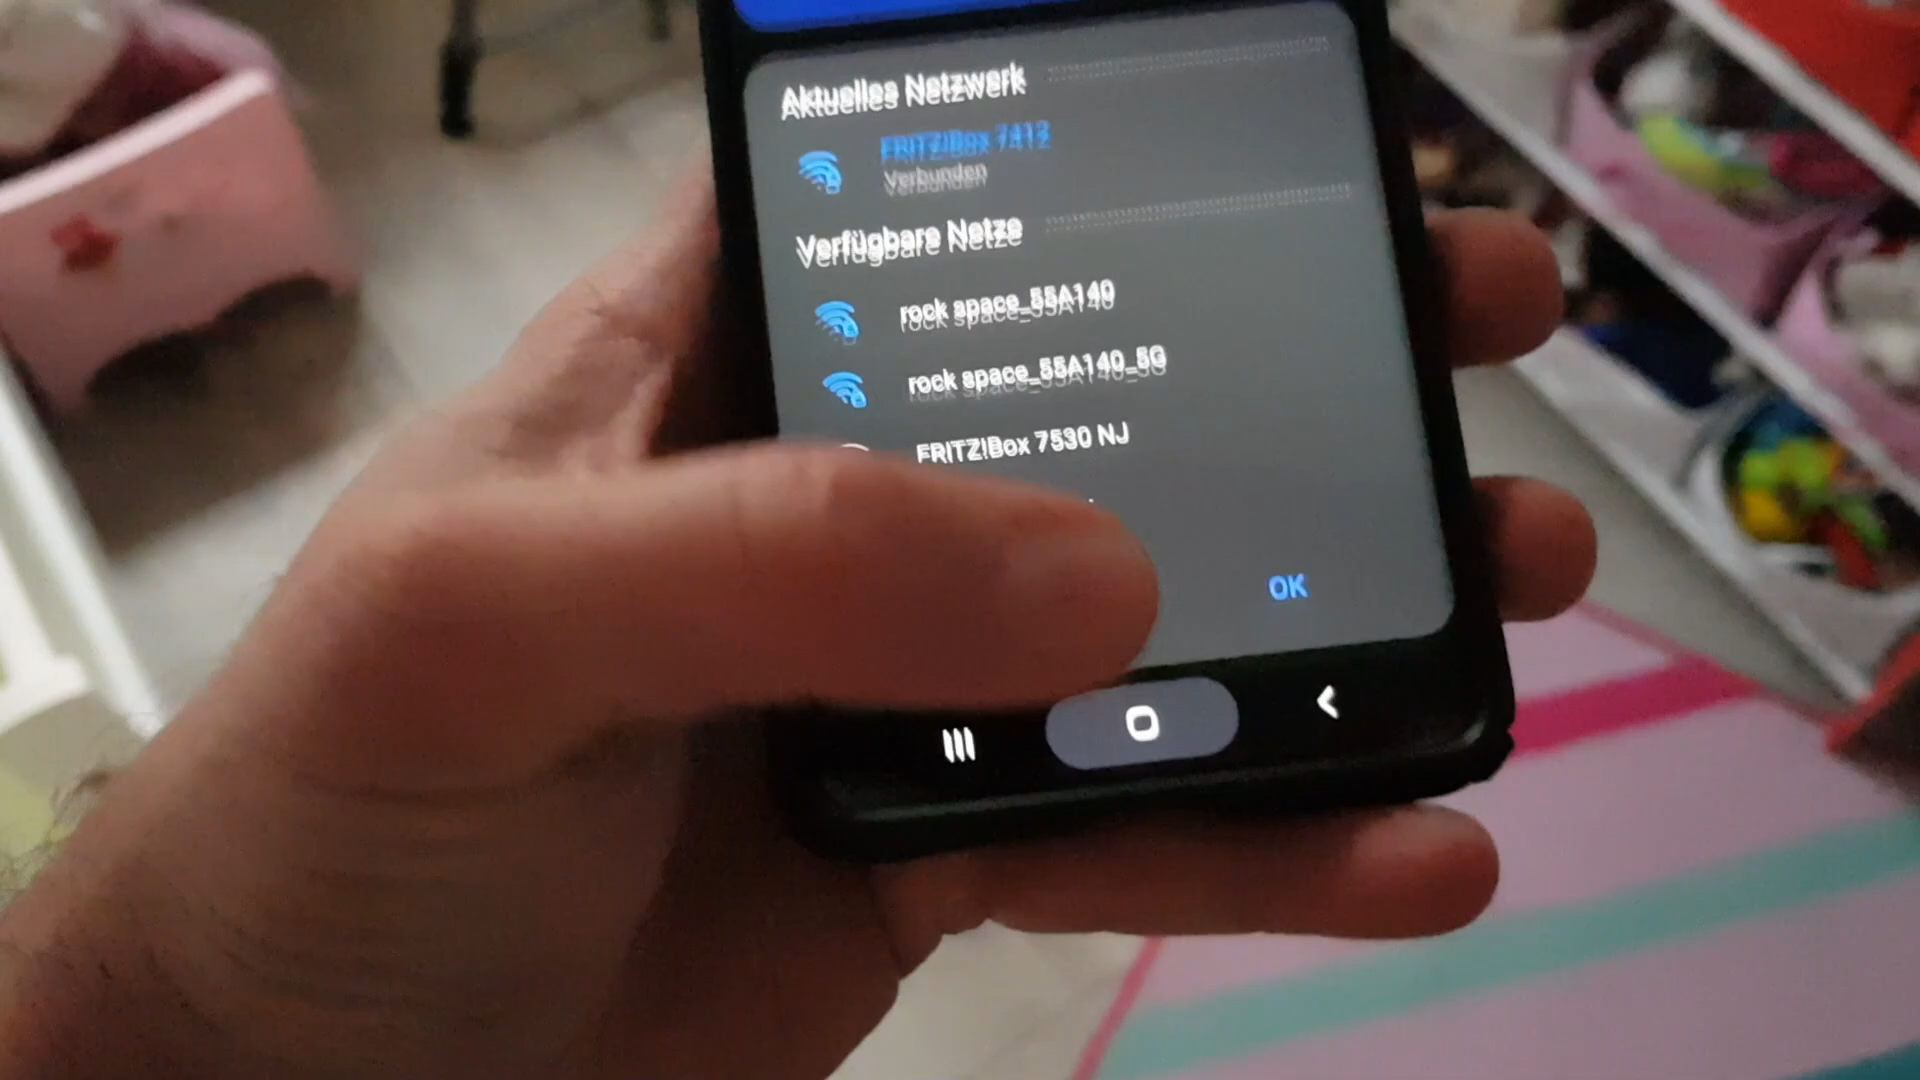 Aktuelles Netzwerk
FRITZ!Box 7412
Verbunden
Verfügbare Netze
rock space_55A140
rock space_55A140_5G
FRITZ!Box 7530 NJ
OK